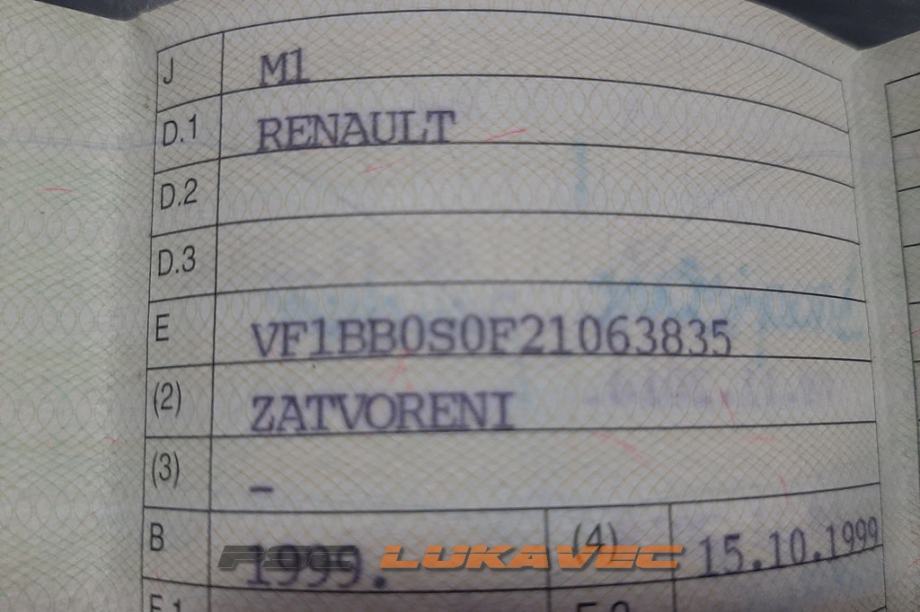 J M1
D.1 RENAULT
D.2
D.3
E VF1BB0S0F21063835
(2) ZATVORENI
(3) –
B 1999. (4) 15.10.1999
LUKAVEC